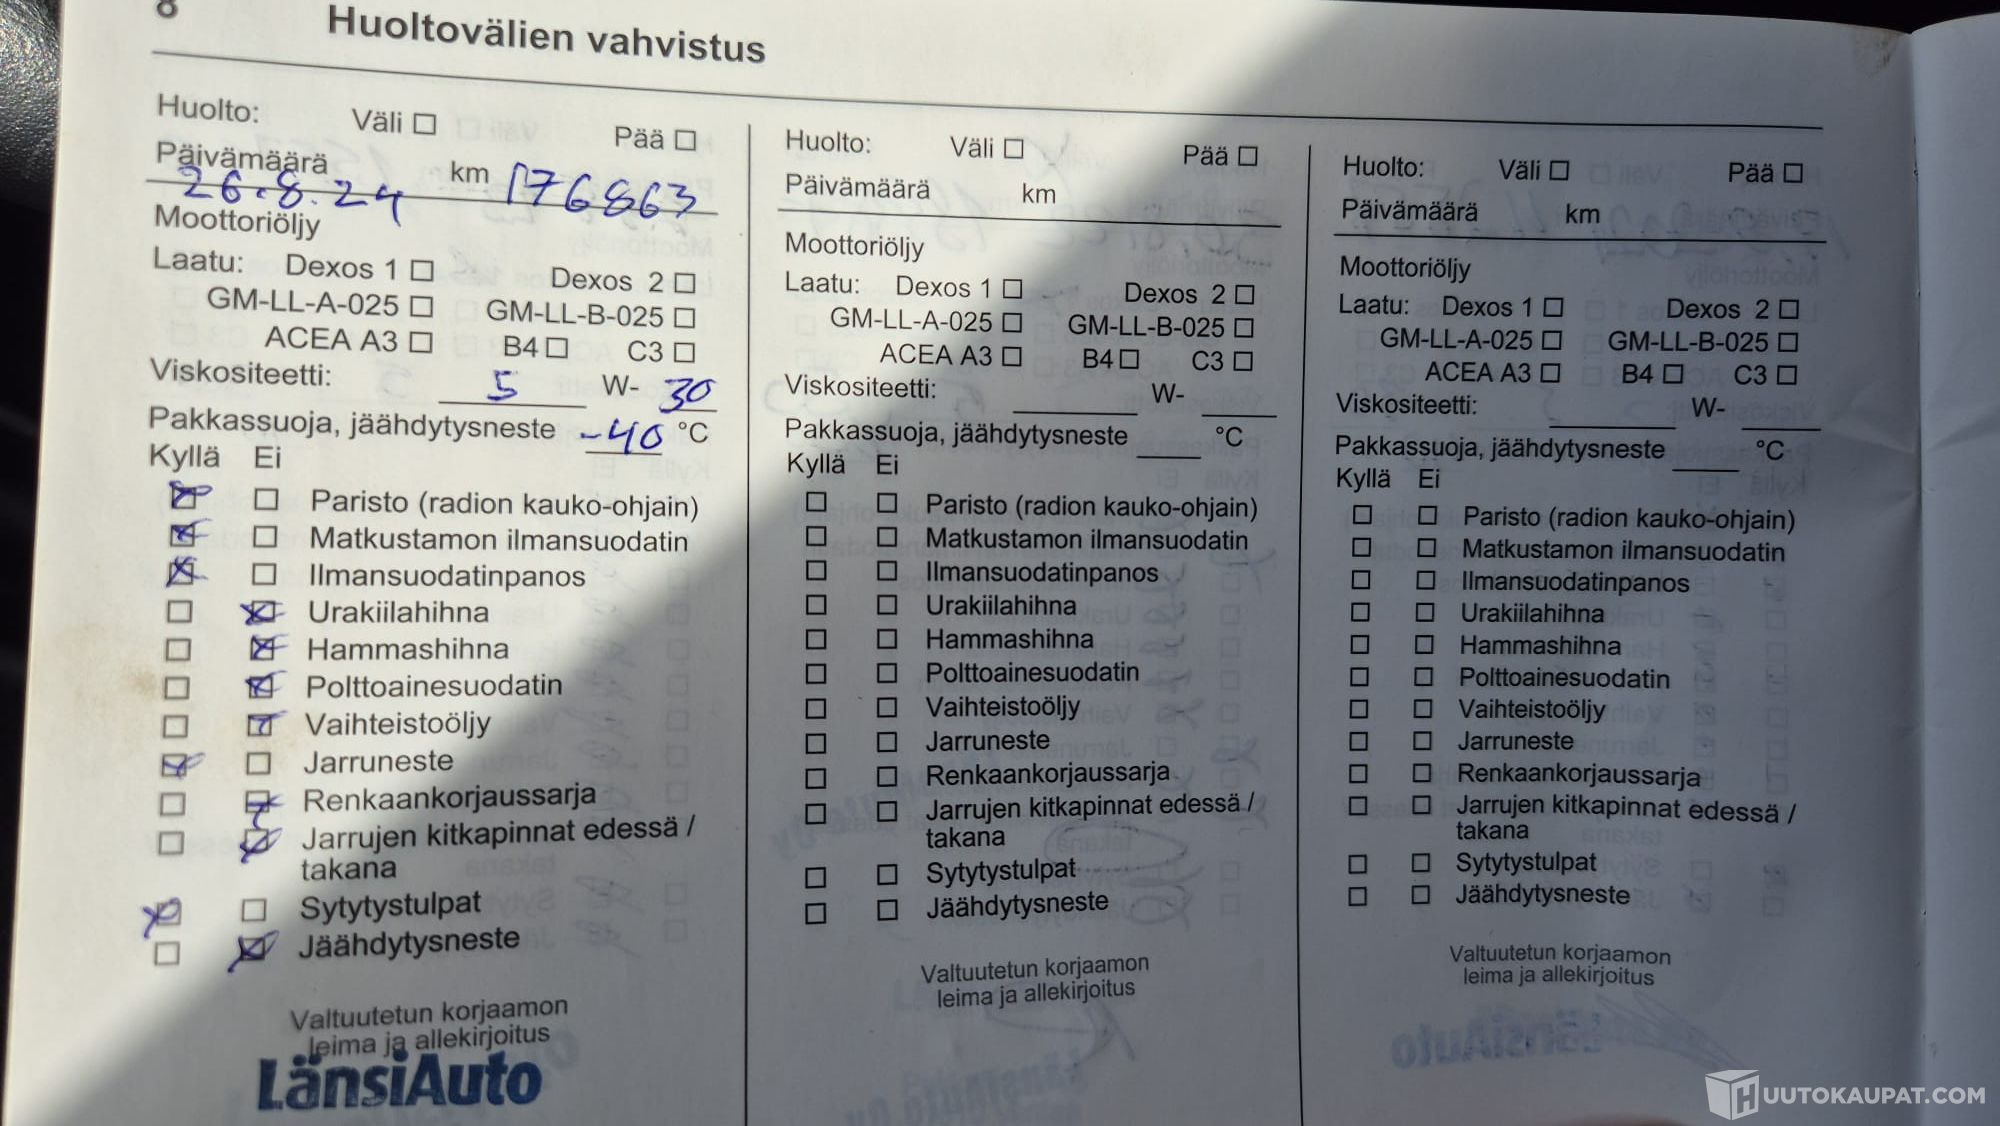 8 Huoltovälien vahvistus
Huolto: Väli ☐ Pää ☐
Päivämäärä km
26.8.24 176863
Moottoriöljy
Laatu: Dexos 1 ☐ Dexos 2 ☐
GM-LL-A-025 ☐ GM-LL-B-025 ☐
ACEA A3 ☐ B4 ☐ C3 ☐
Viskositeetti: 5 W- 30
Pakkassuoja, jäähdytysneste -40 °C
Kyllä Ei
☒ ☐ Paristo (radion kauko-ohjain)
☒ ☐ Matkustamon ilmansuodatin
☒ ☐ Ilmansuodatinpanos
☐ ☒ Urakiilahihna
☐ ☒ Hammashihna
☐ ☒ Polttoainesuodatin
☐ ☒ Vaihteistoöljy
☒ ☐ Jarruneste
☐ ☒ Renkaankorjaussarja
☐ ☒ Jarrujen kitkapinnat edessä /
takana
☒ ☐ Sytytystulpat
☐ ☒ Jäähdytysneste
Valtuutetun korjaamon
leima ja allekirjoitus
LänsiAuto
Huolto: Väli ☐ Pää ☐
Päivämäärä km
Moottoriöljy
Laatu: Dexos 1 ☐ Dexos 2 ☐
GM-LL-A-025 ☐ GM-LL-B-025 ☐
ACEA A3 ☐ B4 ☐ C3 ☐
Viskositeetti: W-
Pakkassuoja, jäähdytysneste °C
Kyllä Ei
☐ ☐ Paristo (radion kauko-ohjain)
☐ ☐ Matkustamon ilmansuodatin
☐ ☐ Ilmansuodatinpanos
☐ ☐ Urakiilahihna
☐ ☐ Hammashihna
☐ ☐ Polttoainesuodatin
☐ ☐ Vaihteistoöljy
☐ ☐ Jarruneste
☐ ☐ Renkaankorjaussarja
☐ ☐ Jarrujen kitkapinnat edessä /
takana
☐ ☐ Sytytystulpat
☐ ☐ Jäähdytysneste
Valtuutetun korjaamon
leima ja allekirjoitus
Huolto: Väli ☐ Pää ☐
Päivämäärä km
Moottoriöljy
Laatu: Dexos 1 ☐ Dexos 2 ☐
GM-LL-A-025 ☐ GM-LL-B-025 ☐
ACEA A3 ☐ B4 ☐ C3 ☐
Viskositeetti: W-
Pakkassuoja, jäähdytysneste °C
Kyllä Ei
☐ ☐ Paristo (radion kauko-ohjain)
☐ ☐ Matkustamon ilmansuodatin
☐ ☐ Ilmansuodatinpanos
☐ ☐ Urakiilahihna
☐ ☐ Hammashihna
☐ ☐ Polttoainesuodatin
☐ ☐ Vaihteistoöljy
☐ ☐ Jarruneste
☐ ☐ Renkaankorjaussarja
☐ ☐ Jarrujen kitkapinnat edessä /
takana
☐ ☐ Sytytystulpat
☐ ☐ Jäähdytysneste
Valtuutetun korjaamon
leima ja allekirjoitus
HUUTOKAUPAT.COM